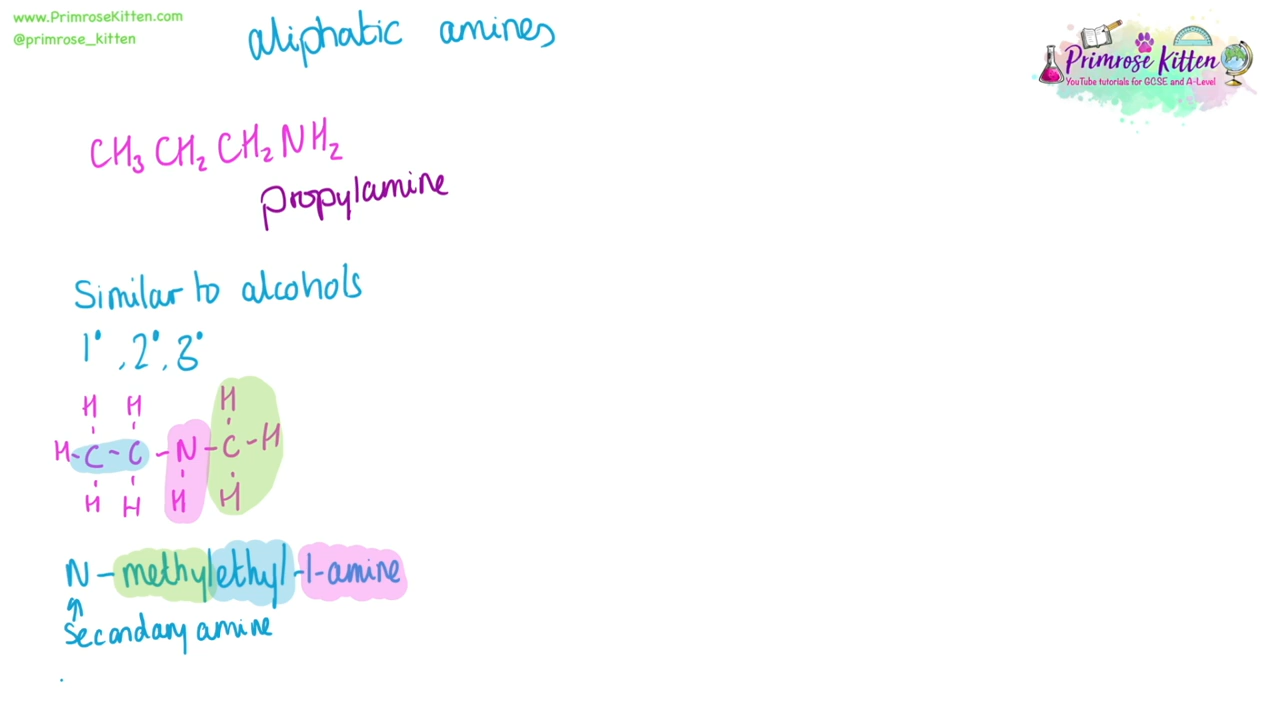 www.PrimroseKitten.com
@primrose_kitten
aliphatic amines
Primrose Kitten
YouTube tutorials for GCSE and A-Level
CH₃ CH₂ CH₂ NH₂
propylamine
Similar to alcohols
1°, 2°, 3°
H H H
H-C-C-N-C-H
H H H H
N-methylethyl-1-amine
Secondary amine